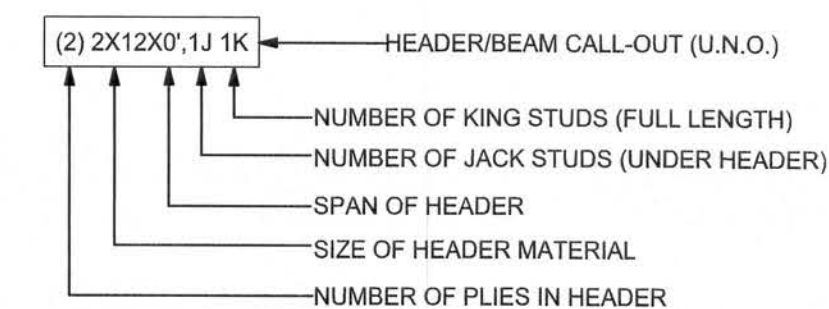 (2) 2X12X0',1J 1K
HEADER/BEAM CALL-OUT (U.N.O.)
NUMBER OF KING STUDS (FULL LENGTH)
NUMBER OF JACK STUDS (UNDER HEADER)
SPAN OF HEADER
SIZE OF HEADER MATERIAL
NUMBER OF PLIES IN HEADER